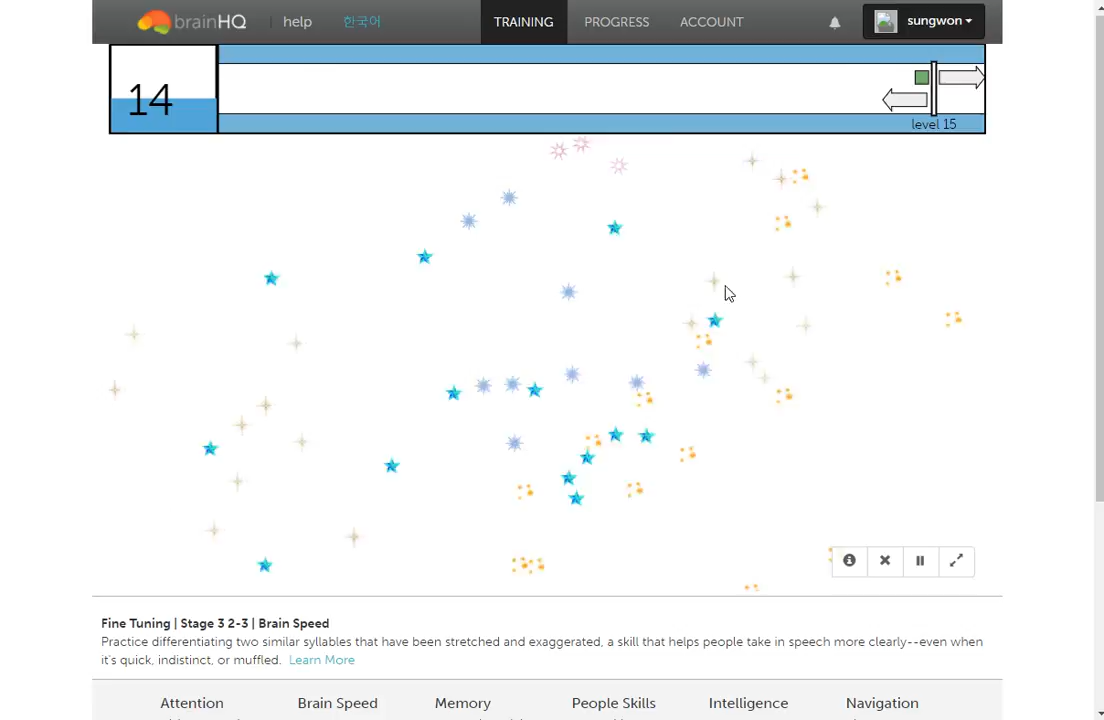 brainHQ help 한국어 TRAINING PROGRESS ACCOUNT sungwon
14
level 15
Fine Tuning | Stage 3 2-3 | Brain Speed
Practice differentiating two similar syllables that have been stretched and exaggerated, a skill that helps people take in speech more clearly--even when
it's quick, indistinct, or muffled. Learn More
Attention Brain Speed Memory People Skills Intelligence Navigation